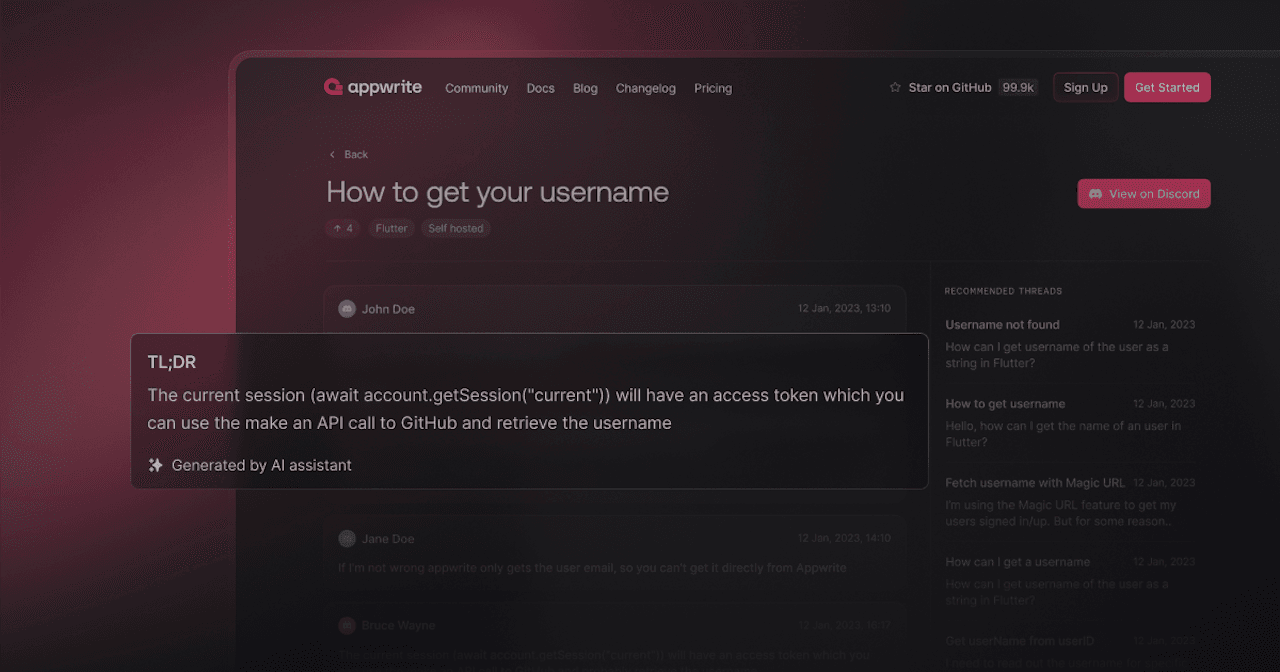 appwrite Community Docs Blog Changelog Pricing Star on GitHub 99.9k Sign Up Get Started
Back
How to get your username
View on Discord
4 Flutter Self hosted
John Doe 12 Jan, 2023, 13:10
TL;DR
The current session (await account.getSession("current")) will have an access token which you
can use the make an API call to GitHub and retrieve the username
Generated by AI assistant
Jane Doe 12 Jan, 2023, 14:10
If I'm not wrong appwrite only gets the user email, so you can't get it directly from Appwrite
Bruce Wayne 12 Jan, 2023,
The current session (await account.getSession("current")) will have an access token which you
RECOMMENDED THREADS
Username not found 12 Jan, 2023
How can I get username of the user as a
string in Flutter?
How to get username 12 Jan, 2023
Hello, how can I get the name of an user in
Flutter?
Fetch username with Magic URL 12 Jan, 2023
I'm using the Magic URL feature to get my
users signed in/up. But for some reason..
How can I get a username 12 Jan, 2023
How can I get username of the user as a
string in Flutter?
Get userName from userID 12 Jan, 2023
I need to read out the